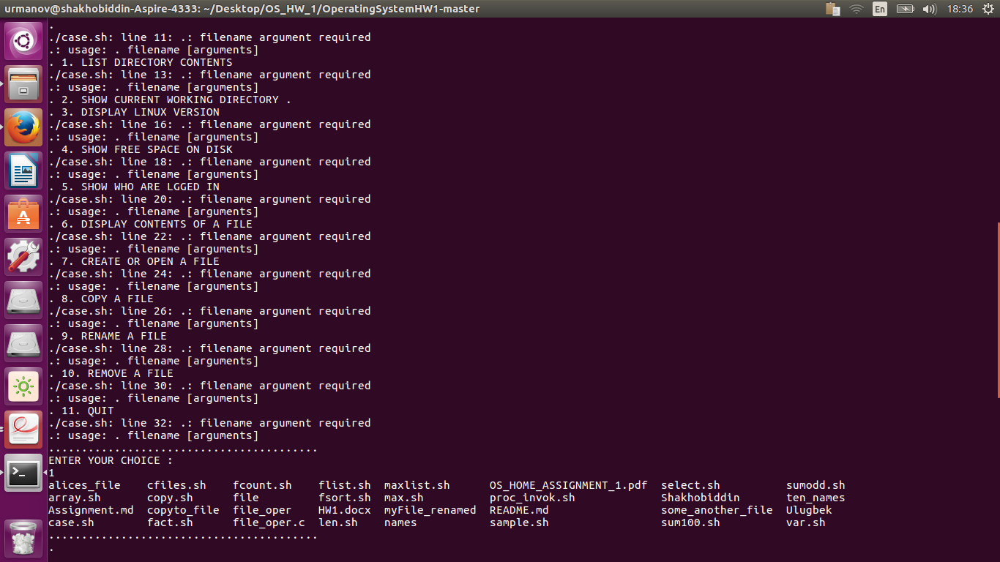 urmanov@shakhobiddin-Aspire-4333: ~/Desktop/OS_HW_1/OperatingSystemHW1-master En 18:36
.
./case.sh: line 11: .: filename argument required
.: usage: . filename [arguments]
. 1. LIST DIRECTORY CONTENTS
./case.sh: line 13: .: filename argument required
.: usage: . filename [arguments]
. 2. SHOW CURRENT WORKING DIRECTORY .
. 3. DISPLAY LINUX VERSION
./case.sh: line 16: .: filename argument required
.: usage: . filename [arguments]
. 4. SHOW FREE SPACE ON DISK
./case.sh: line 18: .: filename argument required
.: usage: . filename [arguments]
. 5. SHOW WHO ARE LGGED IN
./case.sh: line 20: .: filename argument required
.: usage: . filename [arguments]
. 6. DISPLAY CONTENTS OF A FILE
./case.sh: line 22: .: filename argument required
.: usage: . filename [arguments]
. 7. CREATE OR OPEN A FILE
./case.sh: line 24: .: filename argument required
.: usage: . filename [arguments]
. 8. COPY A FILE
./case.sh: line 26: .: filename argument required
.: usage: . filename [arguments]
. 9. RENAME A FILE
./case.sh: line 28: .: filename argument required
.: usage: . filename [arguments]
. 10. REMOVE A FILE
./case.sh: line 30: .: filename argument required
.: usage: . filename [arguments]
. 11. QUIT
./case.sh: line 32: .: filename argument required
.: usage: . filename [arguments]
.........................................
ENTER YOUR CHOICE :
1
alices_file cfiles.sh fcount.sh flist.sh maxlist.sh OS_HOME_ASSIGNMENT_1.pdf select.sh sumodd.sh
array.sh copy.sh file fsort.sh max.sh proc_invok.sh Shakhobiddin ten_names
Assignment.md copyto_file file_oper HW1.docx myFile_renamed README.md some_another_file Ulugbek
case.sh fact.sh file_oper.c len.sh names sample.sh sum100.sh var.sh
.........................................
.